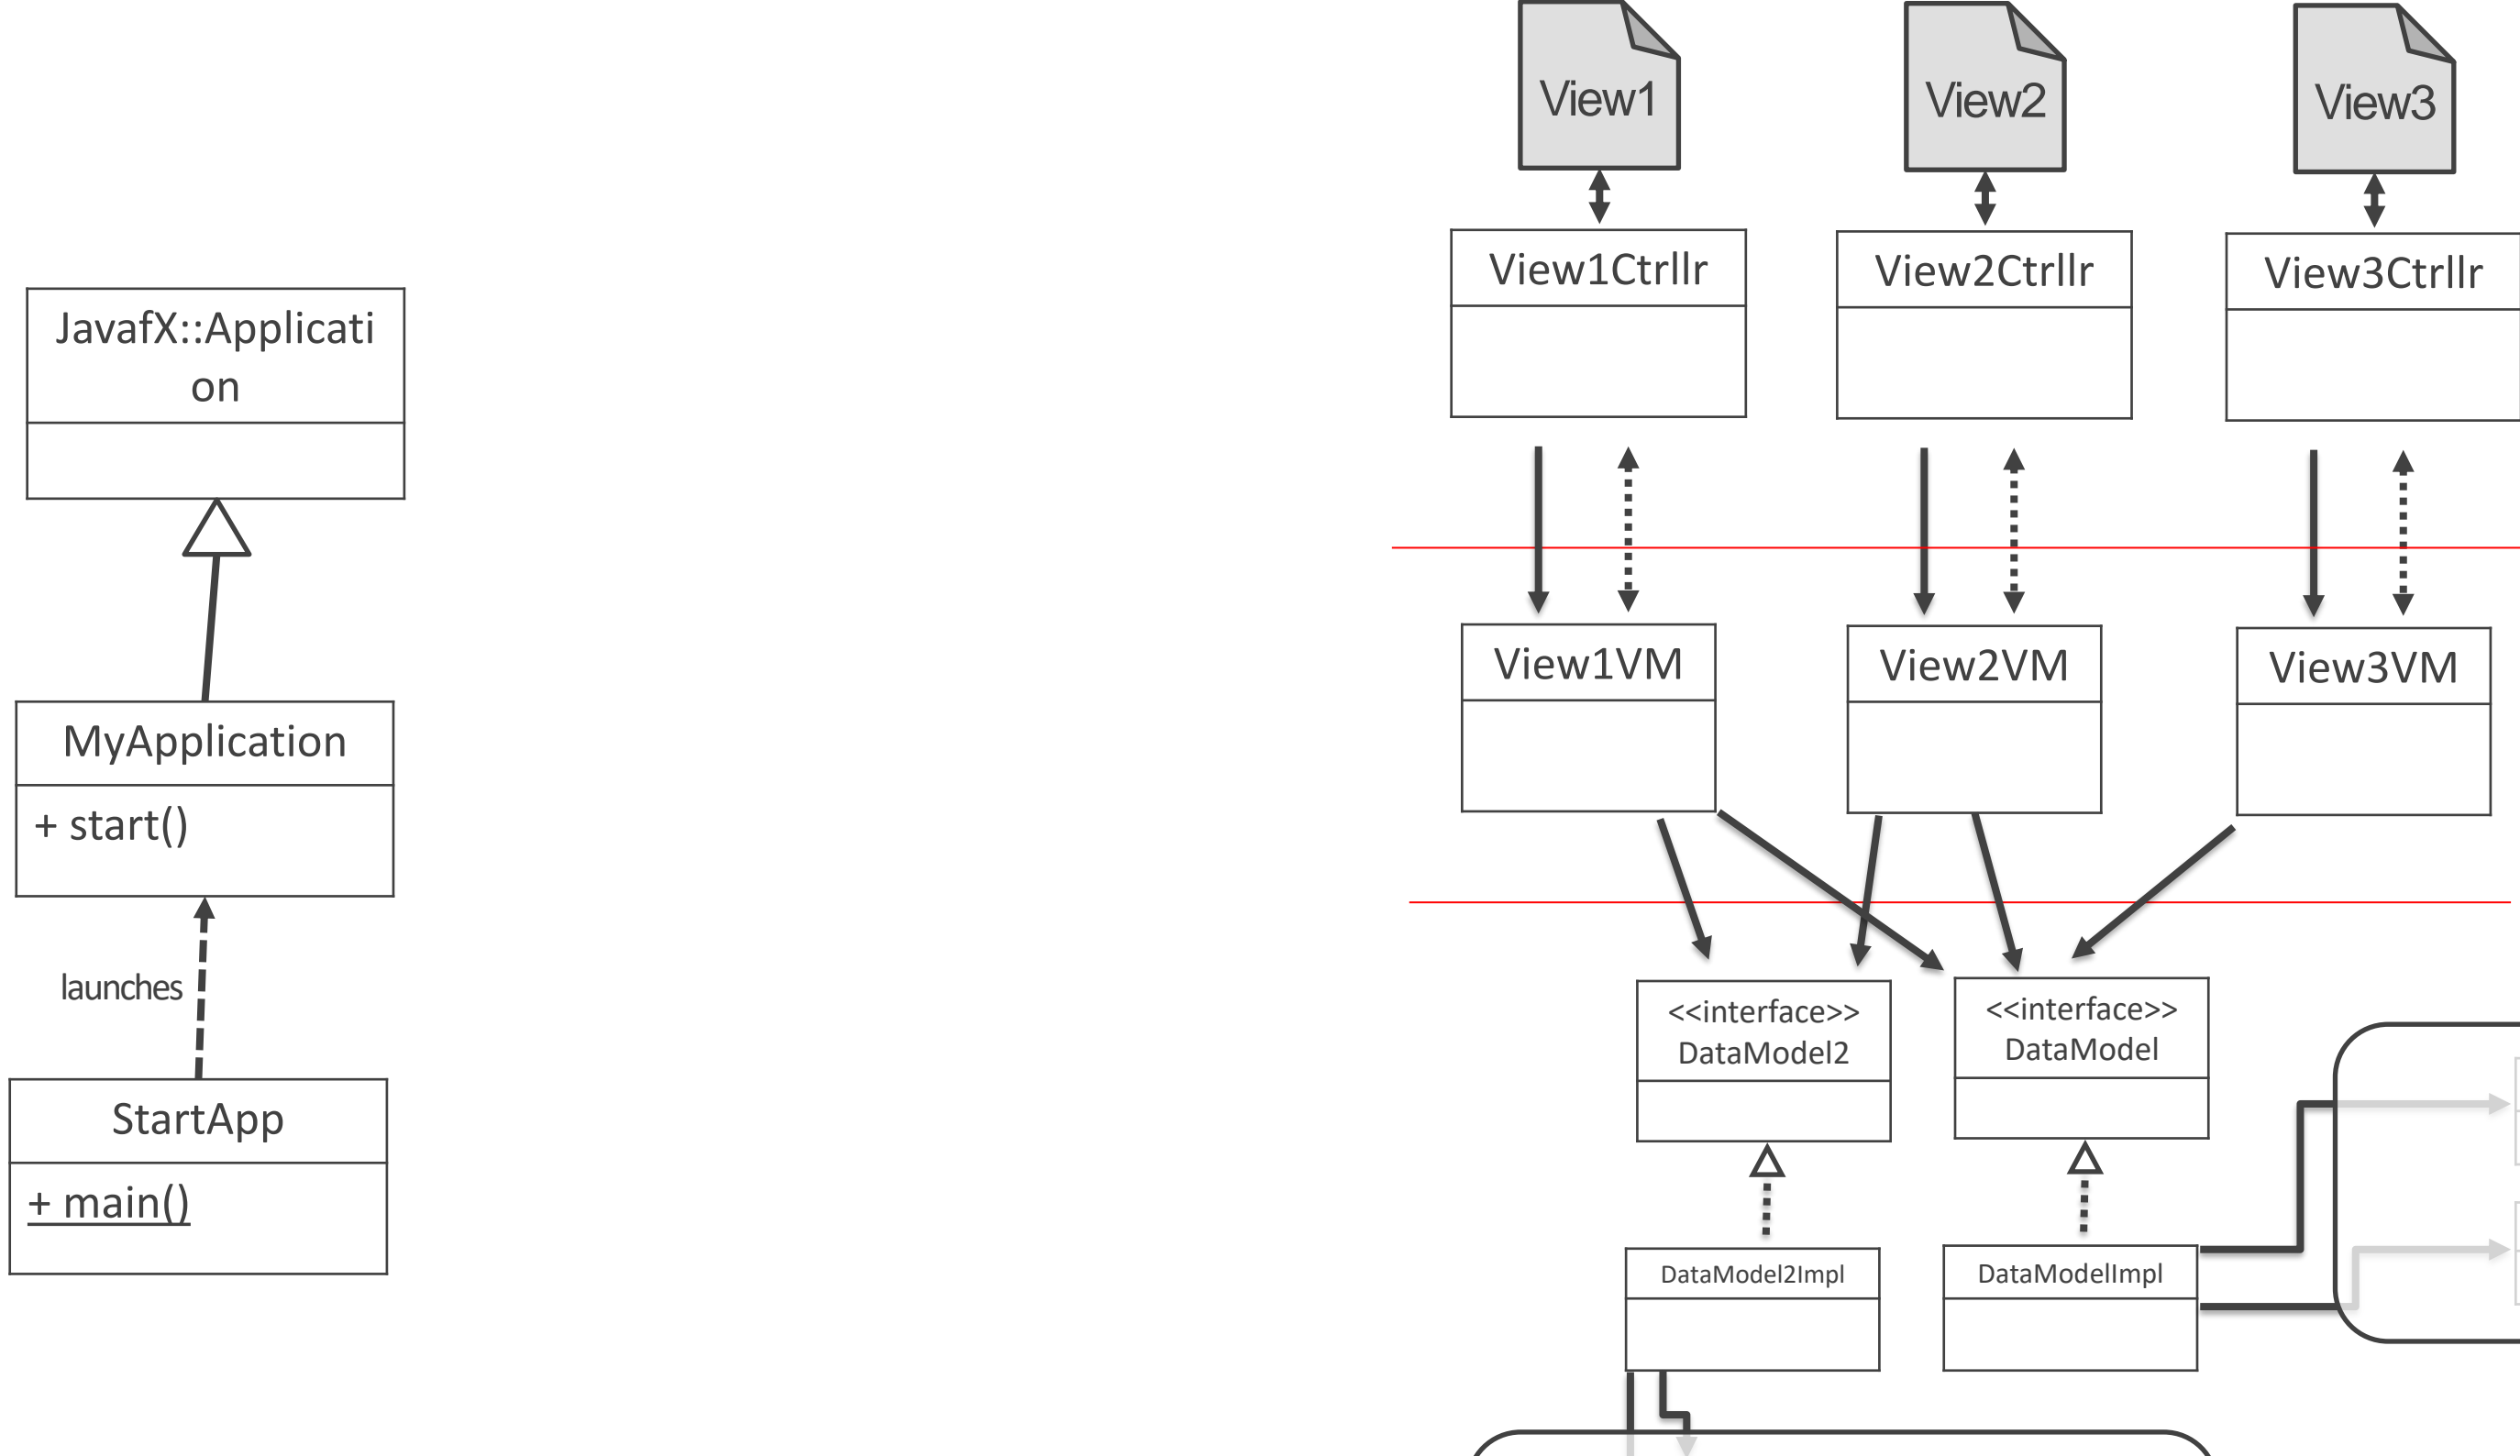 View1
View2
View3
View1Ctrllr
View2Ctrllr
View3Ctrllr
JavafX::Applicati
on
View1VM
View2VM
View3VM
MyApplication
+ start()
launches
<<interface>>
DataModel2
<<interface>>
DataModel
StartApp
+ main()
DataModel2Impl
DataModelImpl